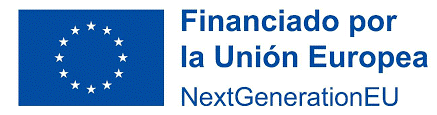 Financiado por
la Unión Europea
NextGenerationEU